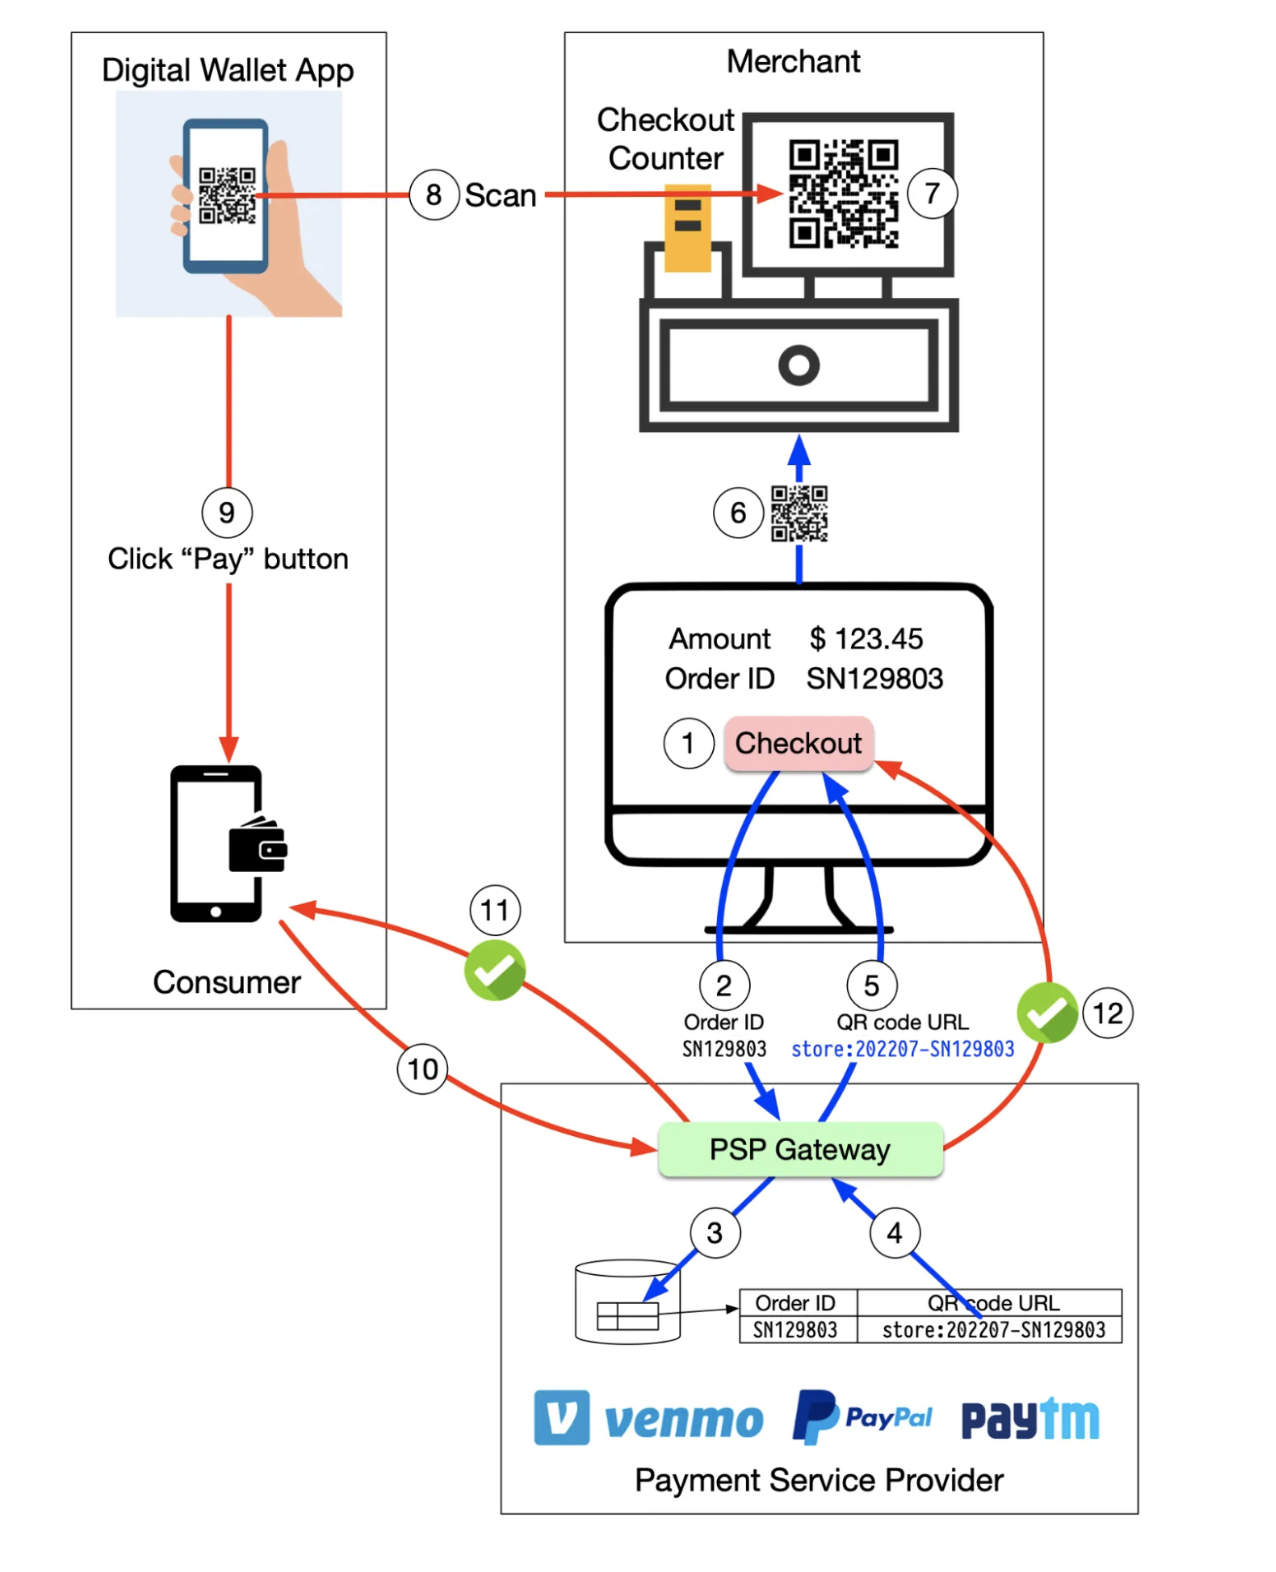 Digital Wallet App
Merchant
Checkout
Counter
7
8 Scan
9
Click “Pay” button
6
Amount $ 123.45
Order ID SN129803
1 Checkout
Consumer
11
2
Order ID
SN129803
5
QR code URL
store:202207-SN129803
12
10
PSP Gateway
3
4
Order ID QR code URL
SN129803 store:202207-SN129803
V venmo
P PayPal
paytm
Payment Service Provider